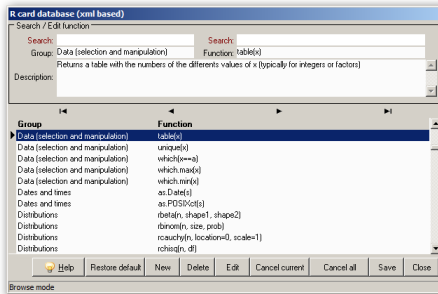 R card database (xml based)
Search / Edit function
Search: Search:
Group: Data (selection and manipulation) Function: table(x)
Description: Returns a table with the numbers of the differents values of x (typically for integers or factors)
Group Function
Data (selection and manipulation) table(x)
Data (selection and manipulation) unique(x)
Data (selection and manipulation) which(x==a)
Data (selection and manipulation) which.max(x)
Data (selection and manipulation) which.min(x)
Dates and times as.Date(s)
Dates and times as.POSIXct(s)
Distributions rbeta(n, shape1, shape2)
Distributions rbinom(n, size, prob)
Distributions rcauchy(n, location=0, scale=1)
Distributions rchisq(n, df)
Help Restore default New Delete Edit Cancel current Cancel all Save Close
Browse mode